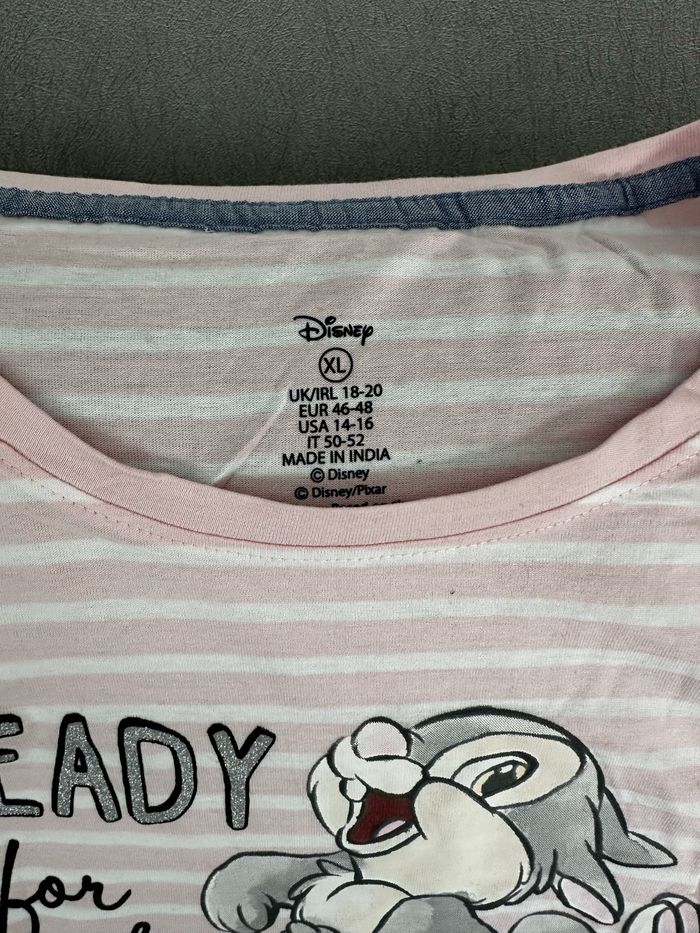 Disney
XL
UK/IRL 18-20
EUR 46-48
USA 14-16
IT 50-52
MADE IN INDIA
© Disney
© Disney/Pixar
EADY
for